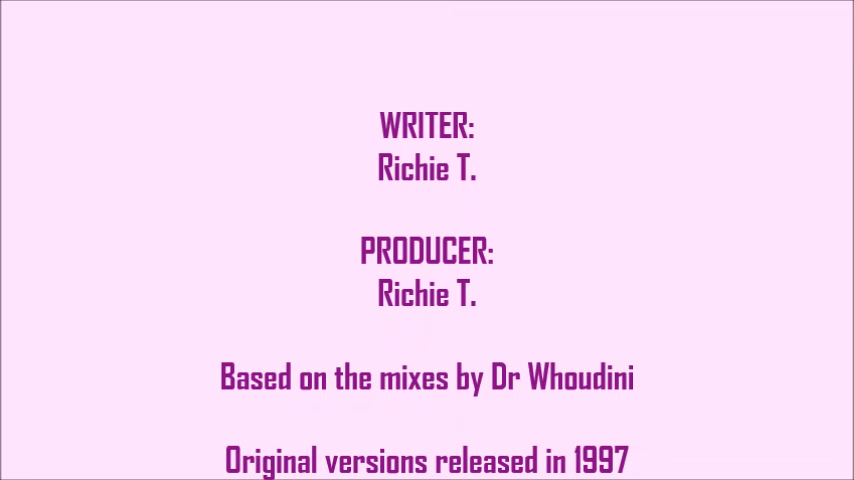 WRITER:
Richie T.
PRODUCER:
Richie T.
Based on the mixes by Dr Whoudini
Original versions released in 1997